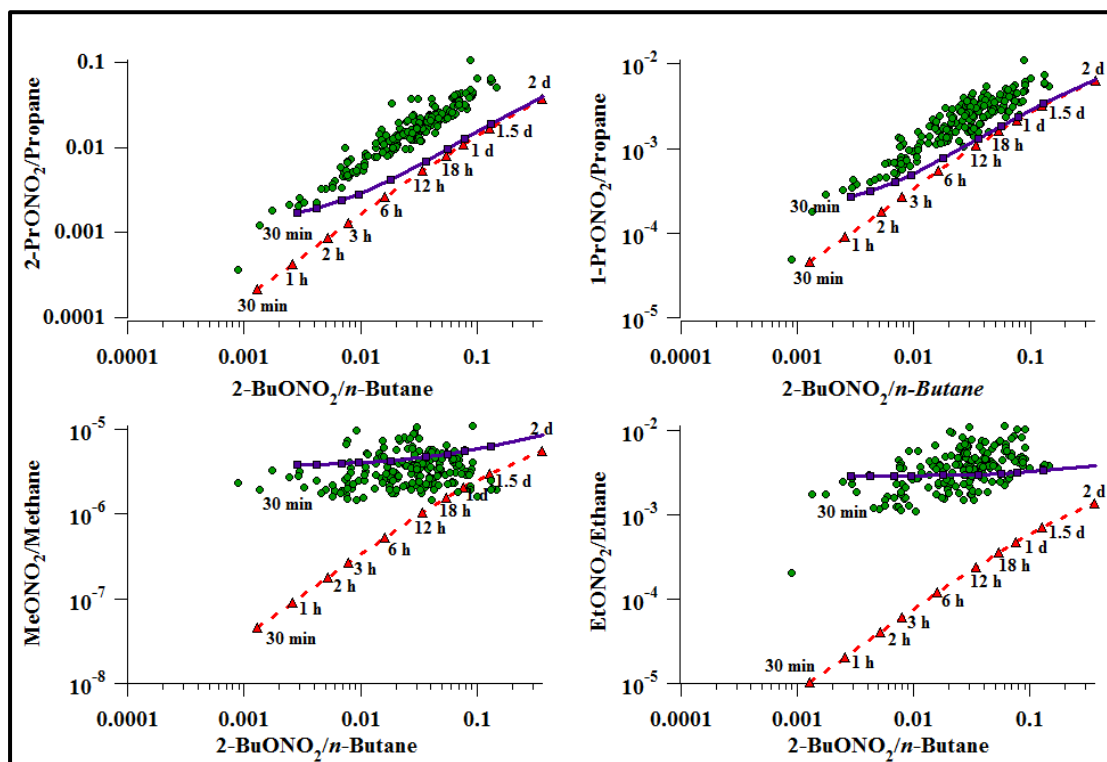 2-PrONO2/Propane
0.1
0.01
0.001
0.0001
2 d
1.5 d
1 d
18 h
12 h
6 h
3 h
2 h
1 h
30 min
30 min
0.0001
0.001
0.01
0.1
2-BuONO2/n-Butane
1-PrONO2/Propane
10-2
10-3
10-4
10-5
2 d
1.5 d
1 d
18 h
12 h
6 h
3 h
2 h
1 h
30 min
30 min
0.0001
0.001
0.01
0.1
2-BuONO2/n-Butane
MeONO2/Methane
10-5
10-6
10-7
10-8
2 d
1.5 d
1 d
18 h
12 h
6 h
3 h
2 h
1 h
30 min
30 min
0.0001
0.001
0.01
0.1
2-BuONO2/n-Butane
EtONO2/Ethane
10-2
10-3
10-4
10-5
2 d
1.5 d
1 d
18 h
12 h
6 h
3 h
2 h
1 h
30 min
30 min
0.0001
0.001
0.01
0.1
2-BuONO2/n-Butane